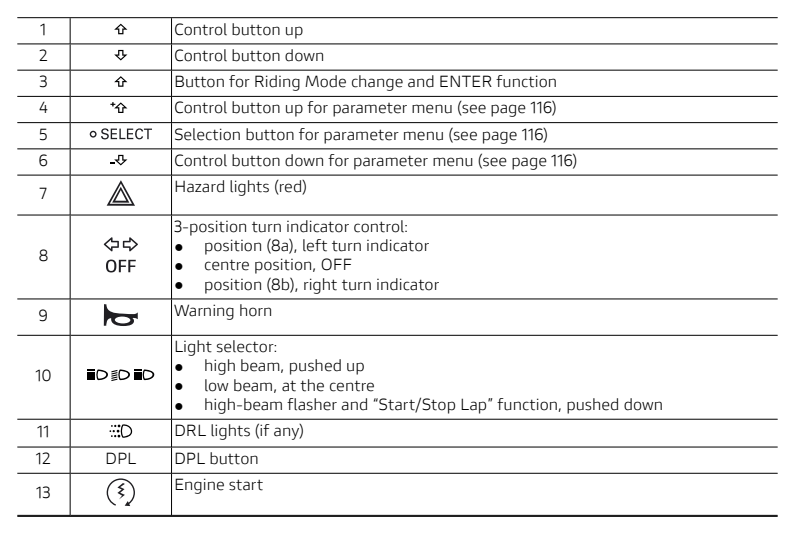 1 Control button up
2 Control button down
3 Button for Riding Mode change and ENTER function
4 + Control button up for parameter menu (see page 116)
5 SELECT Selection button for parameter menu (see page 116)
6 - Control button down for parameter menu (see page 116)
7 Hazard lights (red)
8 OFF 3-position turn indicator control:
● position (8a), left turn indicator
● centre position, OFF
● position (8b), right turn indicator
9 Warning horn
10 Light selector:
● high beam, pushed up
● low beam, at the centre
● high-beam flasher and “Start/Stop Lap” function, pushed down
11 DRL lights (if any)
12 DPL DPL button
13 Engine start